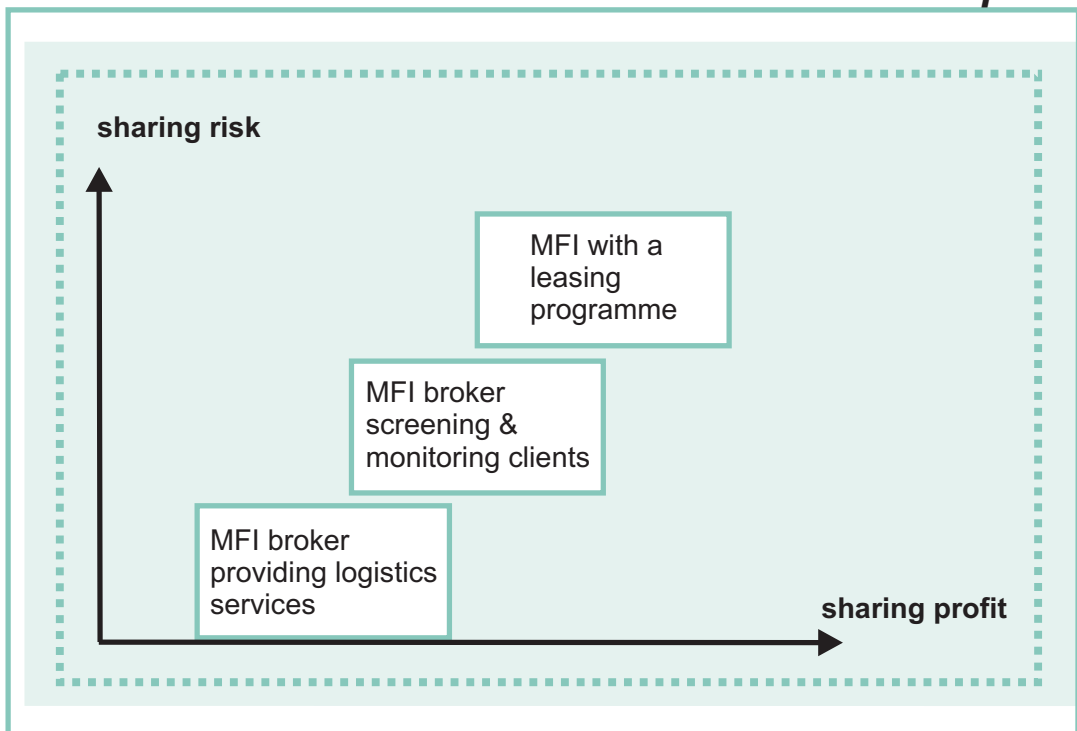 sharing risk
MFI with a
leasing
programme
MFI broker
screening &
monitoring clients
MFI broker
providing logistics
services
sharing profit